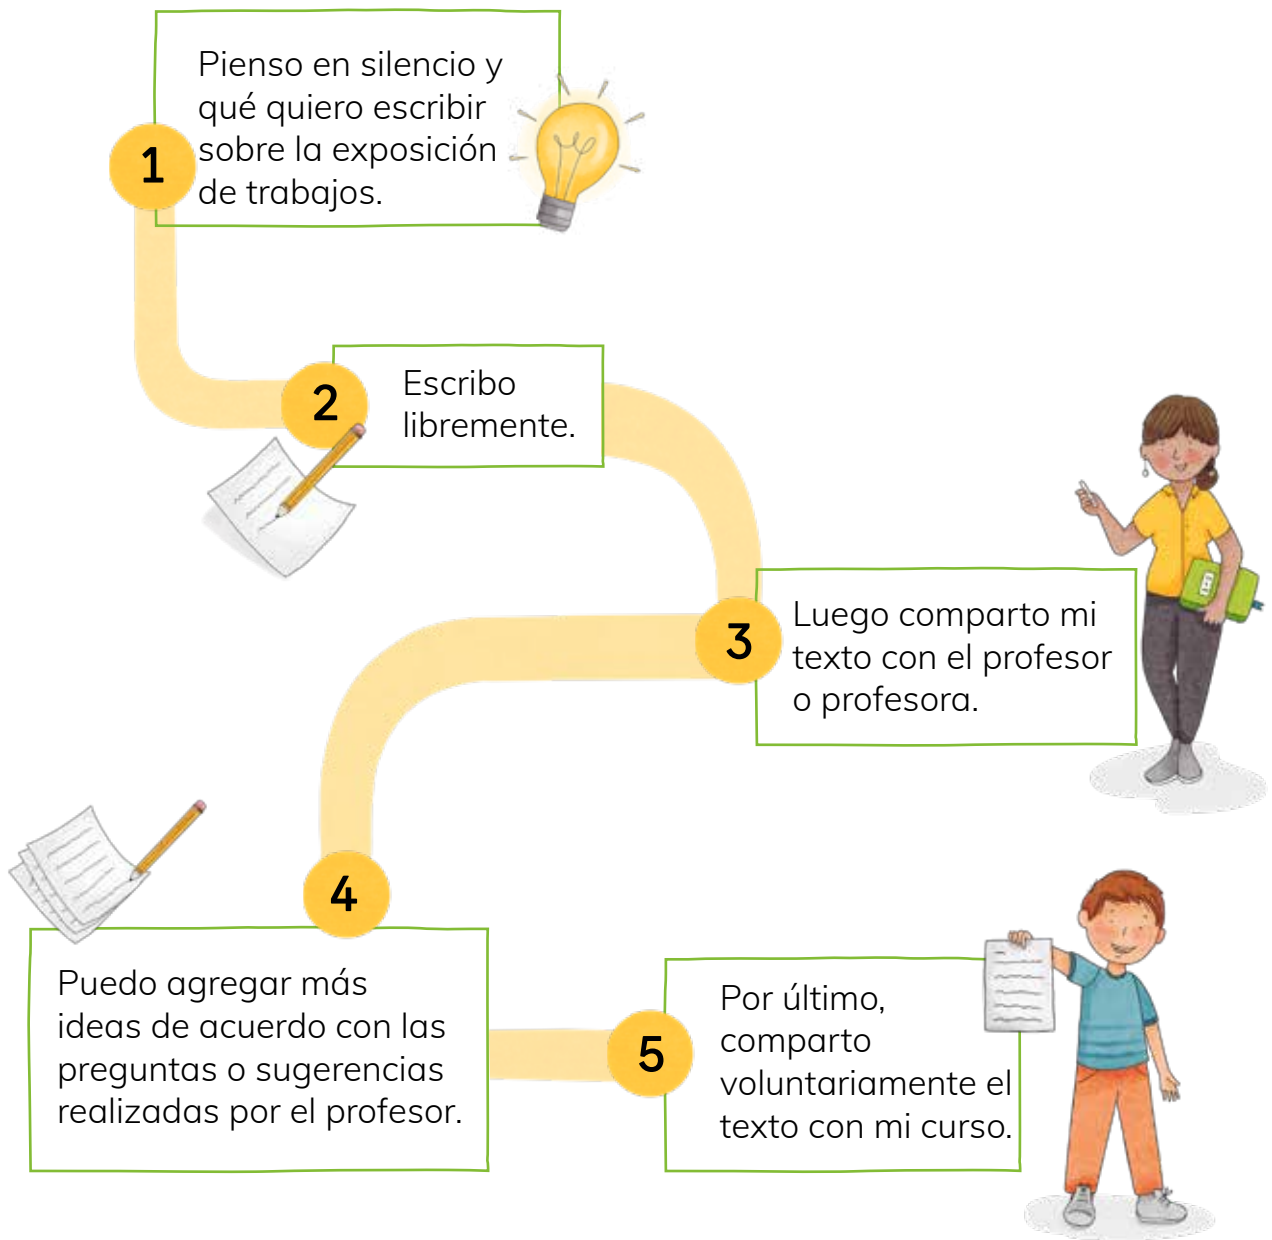 Pienso en silencio y
qué quiero escribir
sobre la exposición
de trabajos.
1
2
Escribo
libremente.
3
Luego comparto mi
texto con el profesor
o profesora.
4
Puedo agregar más
ideas de acuerdo con las
preguntas o sugerencias
realizadas por el profesor.
5
Por último,
comparto
voluntariamente el
texto con mi curso.